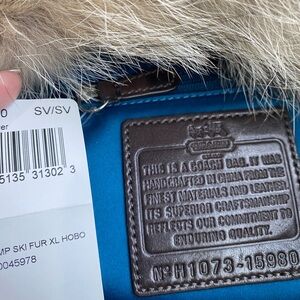 0 SV/SV
er
5135 31302 3
MP SKI FUR XL HOBO
0045978
COACH
THIS IS A COACH BAG. IT WAS
HANDCRAFTED IN CHINA FROM THE
FINEST MATERIALS AND LEATHER.
ITS SUPERIOR CRAFTSMANSHIP
REFLECTS OUR COMMITMENT TO
ENDURING QUALITY.
Nº H1073-15980